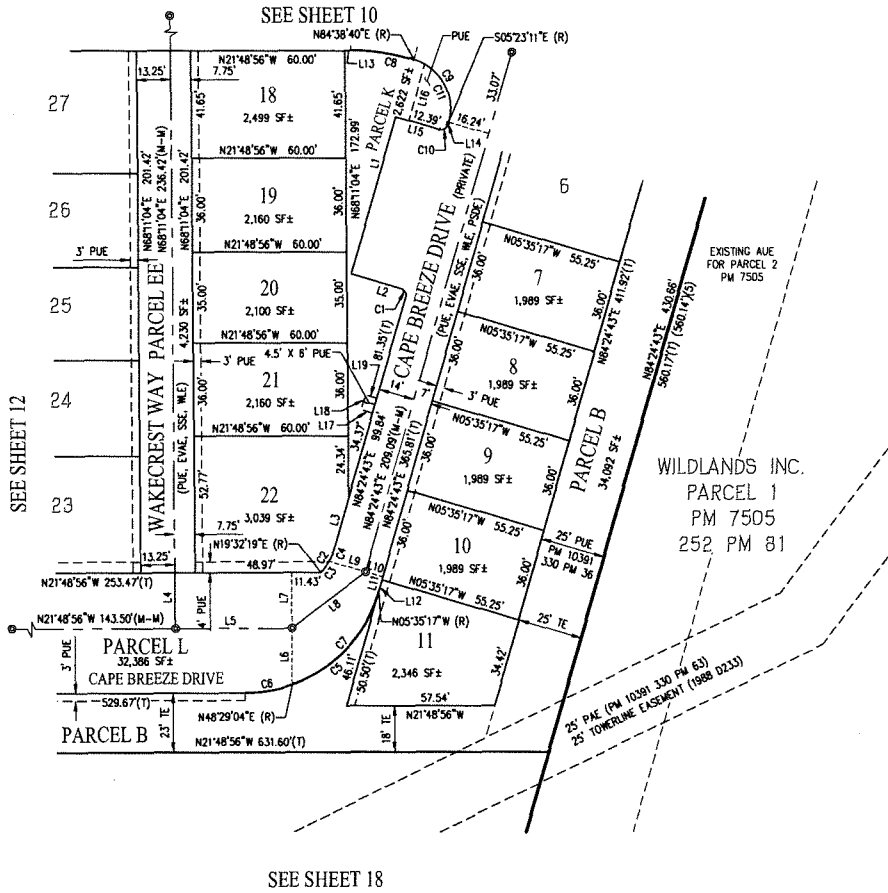 SEE SHEET 10
N84°38'40"E (R)
PUE
S05°23'11"E (R)
N21°48'56"W 60.00'
L13
C8
C9
13.25'
7.75'
33.07'
27
18
2,499 SF±
41.65'
41.65'
PARCEL K
2,622 SF±
L16
C11
12.39'
16.24'
L15
C10
L14
N68°11'04"E 201.42'
N68°11'04"E 236.42'(M-M)
N68°11'04"E 201.42'
N68°11'04"E 172.99'
L1
N21°48'56"W 60.00'
26
19
2,160 SF±
36.00'
36.00'
6
CAPE BREEZE DRIVE (PRIVATE)
(PUE, EVAE, SSE, WLE, PSDE)
3' PUE
N21°48'56"W 60.00'
N05°35'17"W 55.25'
EXISTING AUE
FOR PARCEL 2
PM 7505
36.00'
7
1,989 SF±
36.00'
N84°24'43"E 411.92'(T)
N84°24'43"E 430.66'
560.17'(T) (560.14')(5)
25
20
2,100 SF±
35.00'
35.00'
L2
C1
N05°35'17"W 55.25'
WAKECREST WAY PARCEL EE
4,230 SF±
(PUE, EVAE, SSE, WLE)
N21°48'56"W 60.00'
3' PUE
4.5' X 8' PUE
81.35'(T)
L19
36.00'
8
1,989 SF±
36.00'
24
21
2,160 SF±
36.00'
36.00'
14'
7'
3' PUE
L18
L17
N05°35'17"W 55.25'
N21°48'56"W 60.00'
SEE SHEET 12
34.37'
N84°24'43"E 99.84'
N84°24'43"E 209.09'(M-M)
N84°24'43"E 365.81'(T)
36.00'
9
1,989 SF±
36.00'
PARCEL B
34,092 SF±
WILDLANDS INC.
PARCEL 1
PM 7505
252 PM 81
23
22
3,039 SF±
52.77'
24.34'
L3
N05°35'17"W 55.25'
36.00'
10
1,989 SF±
36.00'
25' PUE
PM 10391
330 PM 36
7.75'
N19°32'19"E (R)
13.25'
48.97'
C2
C3
C4
L9
L10
N21°48'56"W 253.47'(T)
11.43'
N05°35'17"W 55.25'
L4
4' PUE
L7
L8
L11
L12
25' TE
N05°35'17"W (R)
N21°48'56"W 143.50'(M-M)
L5
11
2,346 SF±
34.42'
PARCEL L
32,386 SF±
CAPE BREEZE DRIVE
L6
C7
C5
46.11'
50.50'(T)
3' PUE
C6
57.54'
529.67'(T)
N21°48'56"W
N48°29'04"E (R)
PARCEL B
23' TE
18' TE
N21°48'56"W 631.60'(T)
25' PAE (PM 10391 330 PM 63)
25' TOWERLINE EASEMENT (1988 D233)
SEE SHEET 18